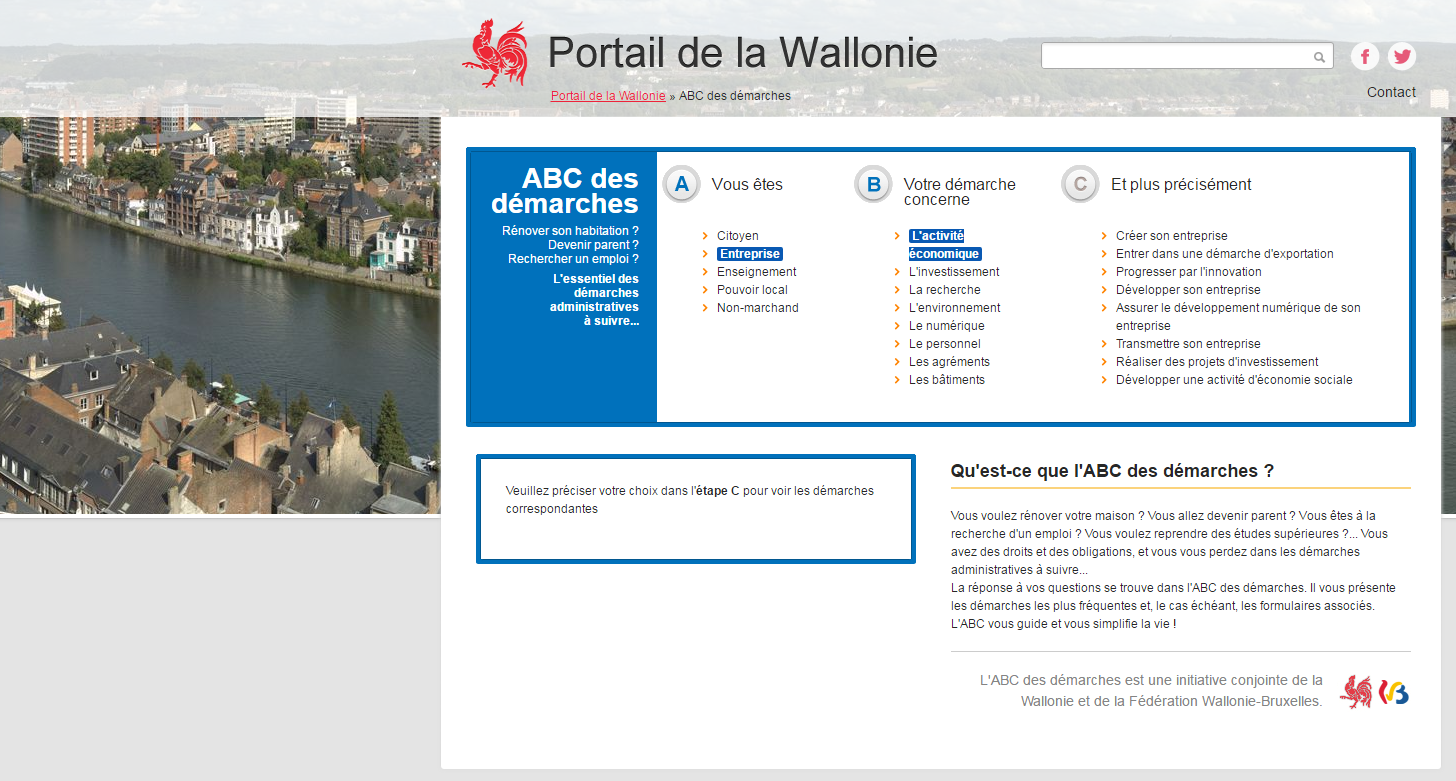 Portail de la Wallonie
Portail de la Wallonie » ABC des démarches
Contact
ABC des
démarches
Rénover son habitation ?
Devenir parent ?
Rechercher un emploi ?
L'essentiel des
démarches
administratives
à suivre...
A Vous êtes
Citoyen
Entreprise
Enseignement
Pouvoir local
Non-marchand
B Votre démarche
concerne
L'activité
économique
L'investissement
La recherche
L'environnement
Le numérique
Le personnel
Les agréments
Les bâtiments
C Et plus précisément
Créer son entreprise
Entrer dans une démarche d'exportation
Progresser par l'innovation
Développer son entreprise
Assurer le développement numérique de son
entreprise
Transmettre son entreprise
Réaliser des projets d'investissement
Développer une activité d'économie sociale
Veuillez préciser votre choix dans l'étape C pour voir les démarches
correspondantes
Qu'est-ce que l'ABC des démarches ?
Vous voulez rénover votre maison ? Vous allez devenir parent ? Vous êtes à la
recherche d'un emploi ? Vous voulez reprendre des études supérieures ?... Vous
avez des droits et des obligations, et vous vous perdez dans les démarches
administratives à suivre...
La réponse à vos questions se trouve dans l'ABC des démarches. Il vous présente
les démarches les plus fréquentes et, le cas échéant, les formulaires associés.
L'ABC vous guide et vous simplifie la vie !
L'ABC des démarches est une initiative conjointe de la
Wallonie et de la Fédération Wallonie-Bruxelles.